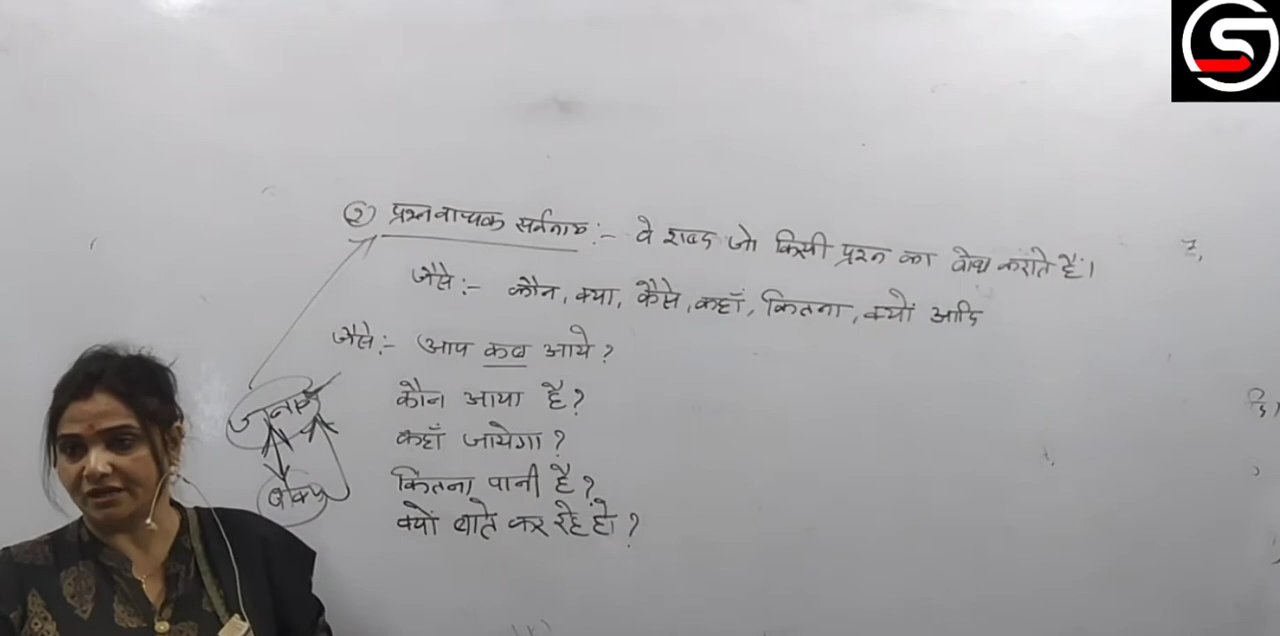 ② प्रश्नवाचक सर्वनाम :- वे शब्द जो किसी प्रश्न का बोध कराते हैं।
जैसे :- कौन, क्या, कैसे, कहाँ, कितना, क्यों आदि
जैसे :- आप कब आये ?
कौन आया है ?
कहाँ जायेगा ?
कितना पानी है ?
क्यों बाते कर रहे हो ?